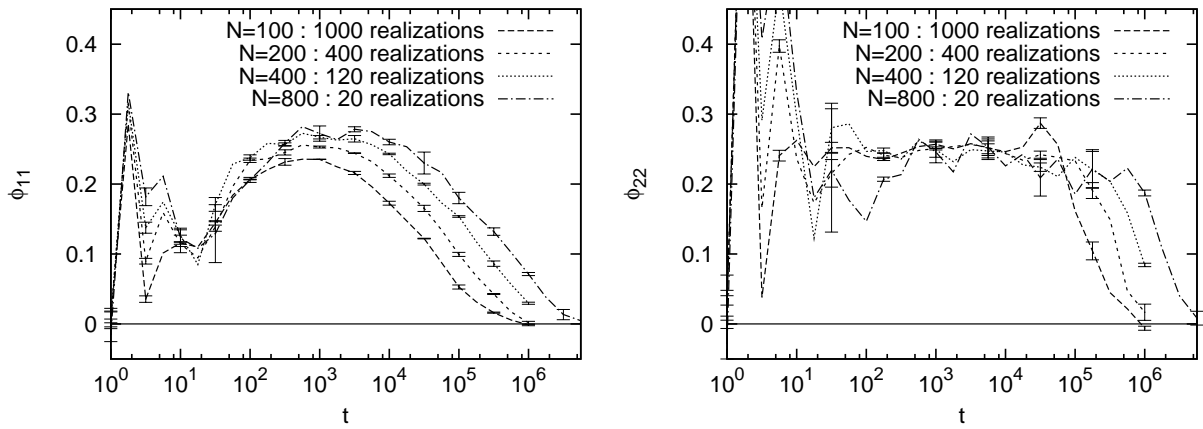 N=100 : 1000 realizations
N=200 : 400 realizations
N=400 : 120 realizations
N=800 : 20 realizations
0.4
0.3
0.2
0.1
0
ϕ11
10^0 10^1 10^2 10^3 10^4 10^5 10^6
t
N=100 : 1000 realizations
N=200 : 400 realizations
N=400 : 120 realizations
N=800 : 20 realizations
0.4
0.3
0.2
0.1
0
ϕ22
10^0 10^1 10^2 10^3 10^4 10^5 10^6
t